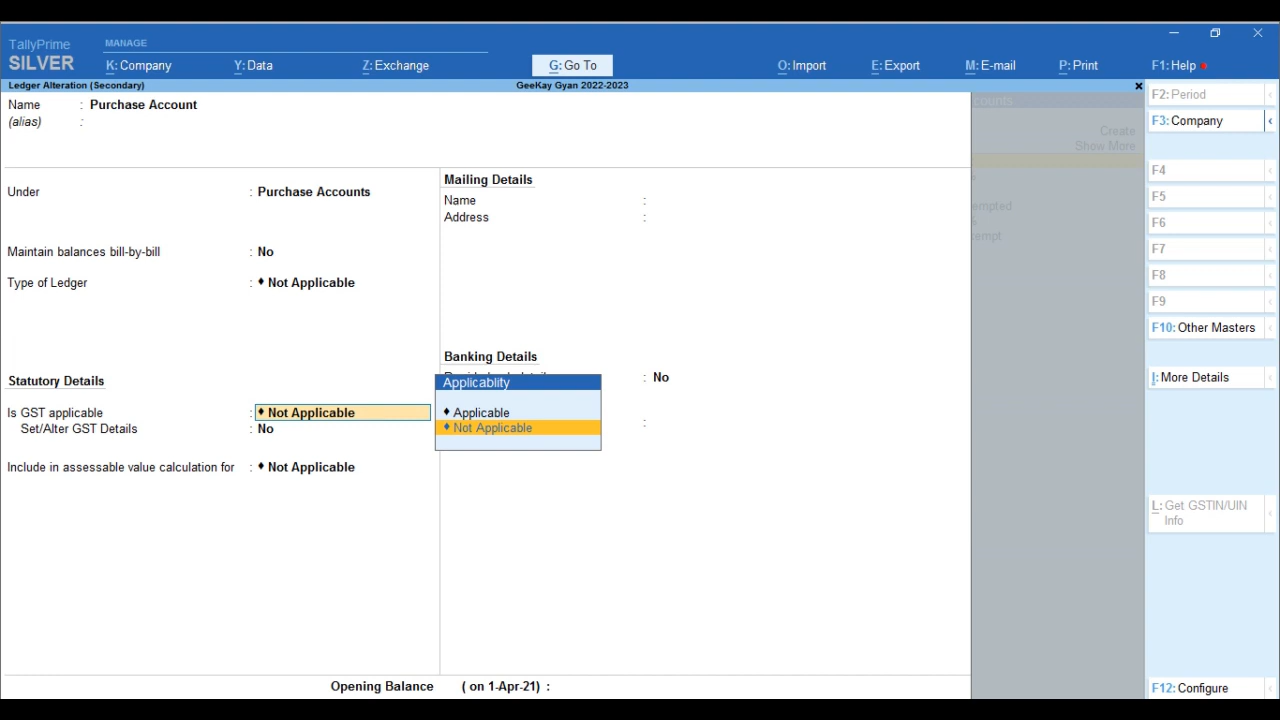 TallyPrime
MANAGE
SILVER
K: Company
Y: Data
Z: Exchange
G: Go To
O: Import
E: Export
M: E-mail
P: Print
F1: Help
Ledger Alteration (Secondary)
GeeKay Gyan 2022-2023
x
Name : Purchase Account
(alias) :
Under : Purchase Accounts
Maintain balances bill-by-bill : No
Type of Ledger : ♦ Not Applicable
Statutory Details
Is GST applicable : ♦ Not Applicable
Set/Alter GST Details : No
Include in assessable value calculation for : ♦ Not Applicable
Mailing Details
Name :
Address :
Banking Details
: No
Applicablity
♦ Applicable
♦ Not Applicable
:
Opening Balance ( on 1-Apr-21) :
Create
Show More
F2: Period
F3: Company
F4
F5
F6
F7
F8
F9
F10: Other Masters
I: More Details
L: Get GSTIN/UIN
Info
F12: Configure